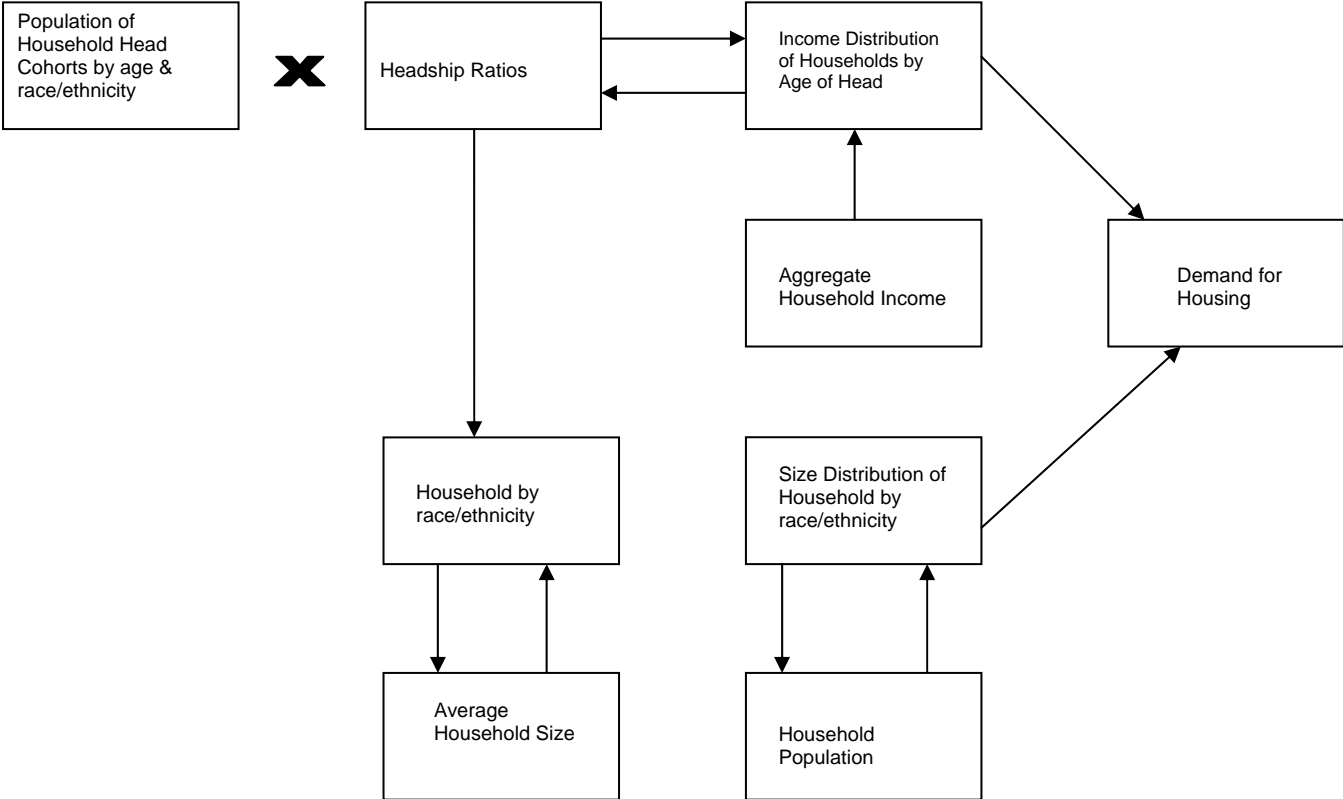 Population of
Household Head
Cohorts by age &
race/ethnicity
Headship Ratios
Income Distribution
of Households by
Age of Head
Aggregate
Household Income
Demand for
Housing
Household by
race/ethnicity
Size Distribution of
Household by
race/ethnicity
Average
Household Size
Household
Population